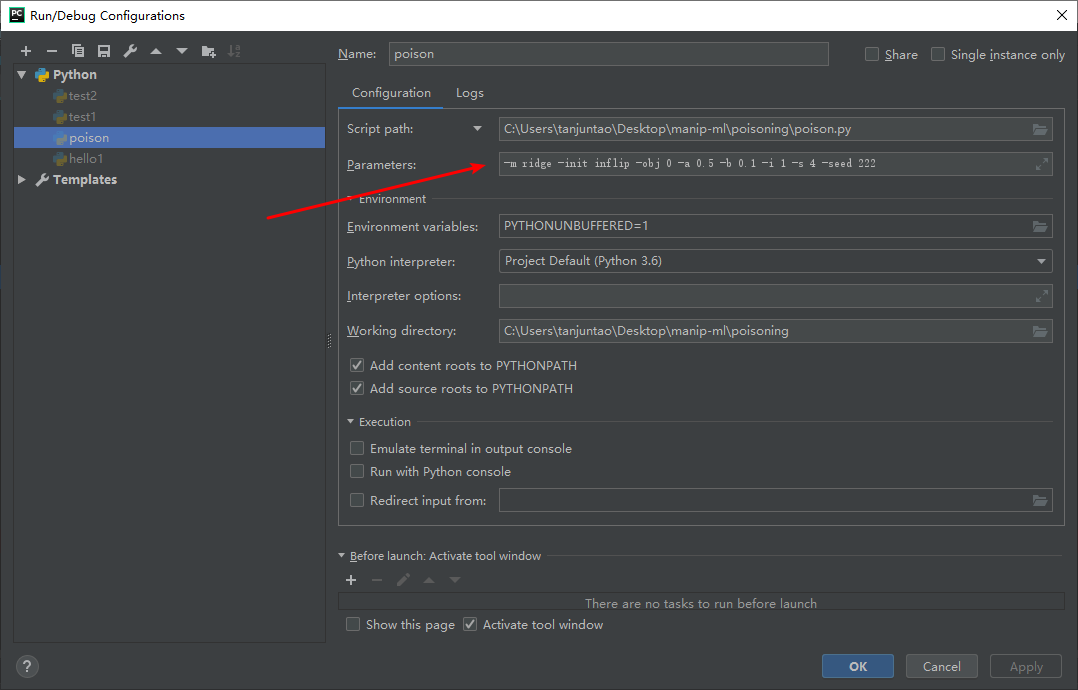 PC Run/Debug Configurations
Name: poison Share Single instance only
Python
test2
test1
poison
hello1
Templates
Configuration Logs
Script path: C:\Users\tanjuntao\Desktop\manip-ml\poisoning\poison.py
Parameters: -m ridge -init inflip -obj 0 -a 0.5 -b 0.1 -i 1 -s 4 -seed 222
Environment
Environment variables: PYTHONUNBUFFERED=1
Python interpreter: Project Default (Python 3.6)
Interpreter options:
Working directory: C:\Users\tanjuntao\Desktop\manip-ml\poisoning
Add content roots to PYTHONPATH
Add source roots to PYTHONPATH
Execution
Emulate terminal in output console
Run with Python console
Redirect input from:
Before launch: Activate tool window
There are no tasks to run before launch
Show this page Activate tool window
? OK Cancel Apply